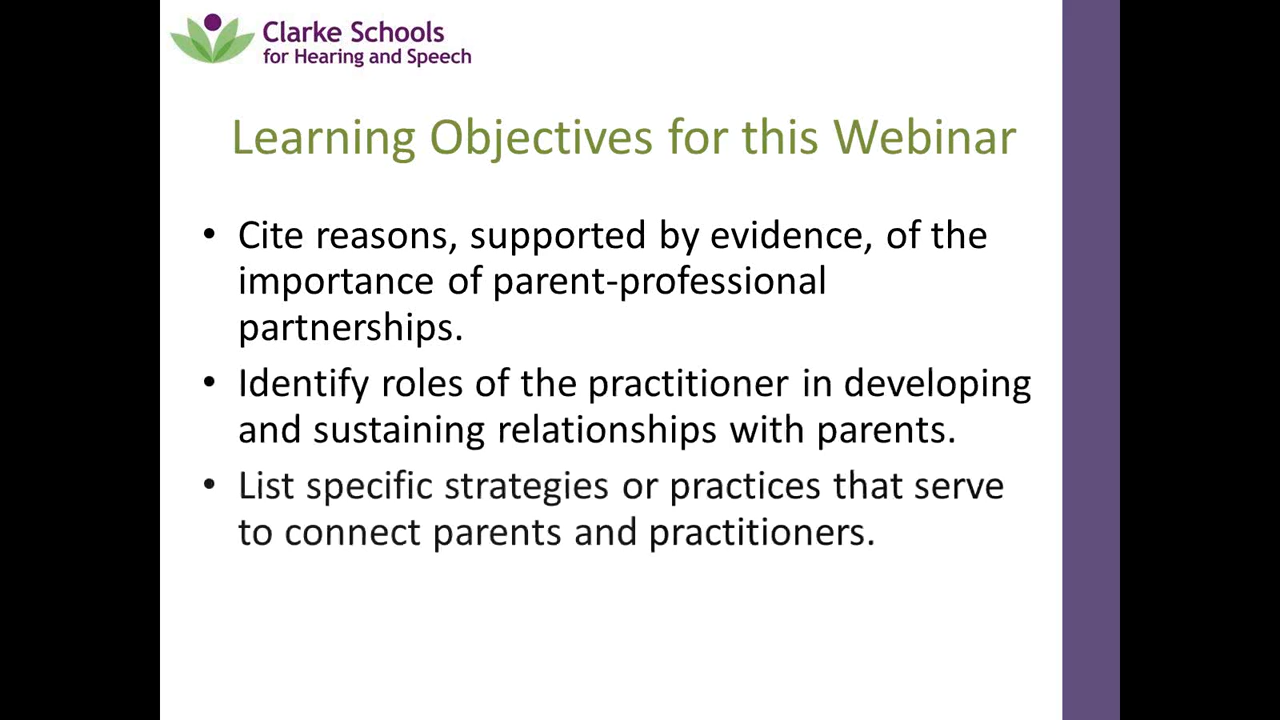 Clarke Schools
for Hearing and Speech
Learning Objectives for this Webinar
• Cite reasons, supported by evidence, of the
importance of parent-professional
partnerships.
• Identify roles of the practitioner in developing
and sustaining relationships with parents.
• List specific strategies or practices that serve
to connect parents and practitioners.